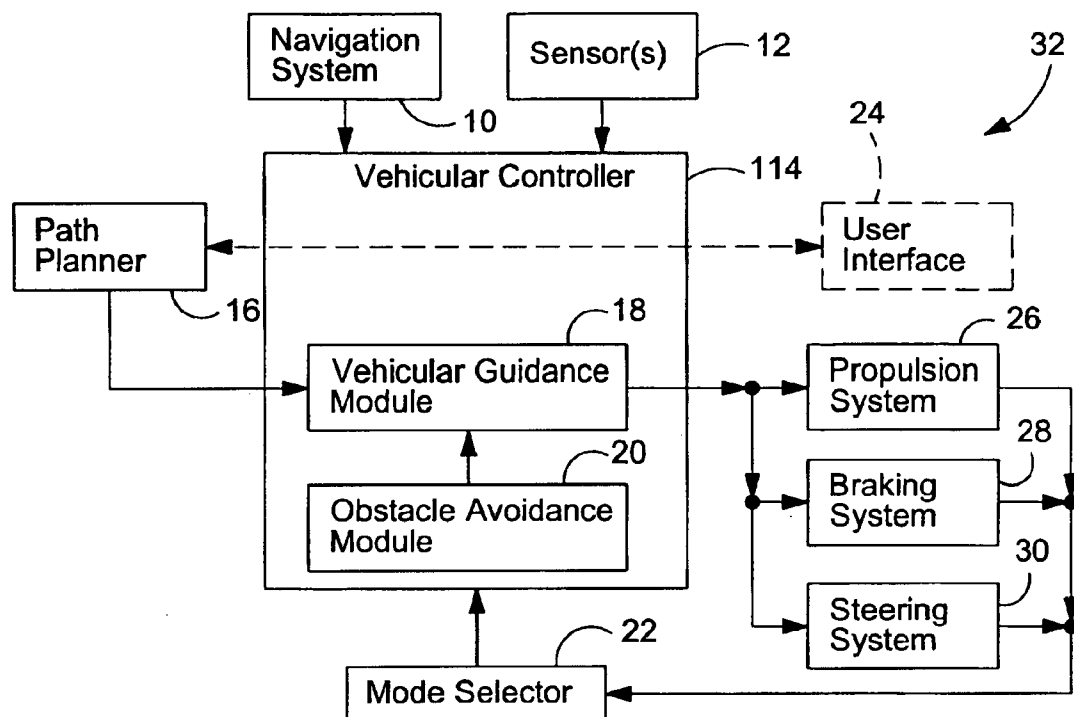 Navigation
System
10
Sensor(s)
12
32
24
Vehicular Controller
114
Path
Planner
16
User
Interface
18
Vehicular Guidance
Module
26
Propulsion
System
20
Obstacle Avoidance
Module
28
Braking
System
30
Steering
System
22
Mode Selector